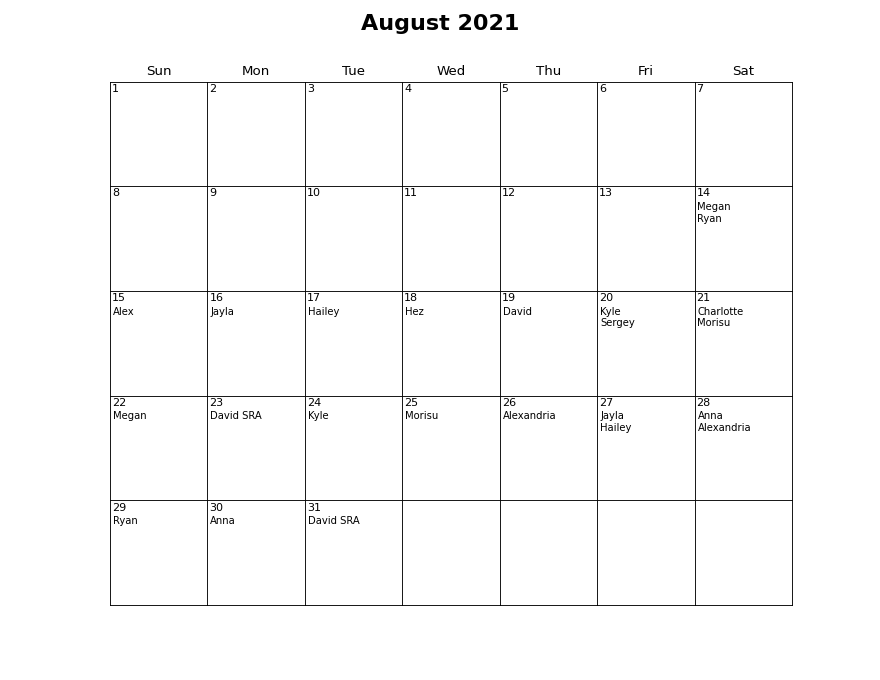 August 2021
Sun Mon Tue Wed Thu Fri Sat
1 2 3 4 5 6 7
8 9 10 11 12 13 14
Megan
Ryan
15 16 17 18 19 20 21
Alex Jayla Hailey Hez David Kyle Charlotte
Sergey Morisu
22 23 24 25 26 27 28
Megan David SRA Kyle Morisu Alexandria Jayla Anna
Hailey Alexandria
29 30 31
Ryan Anna David SRA